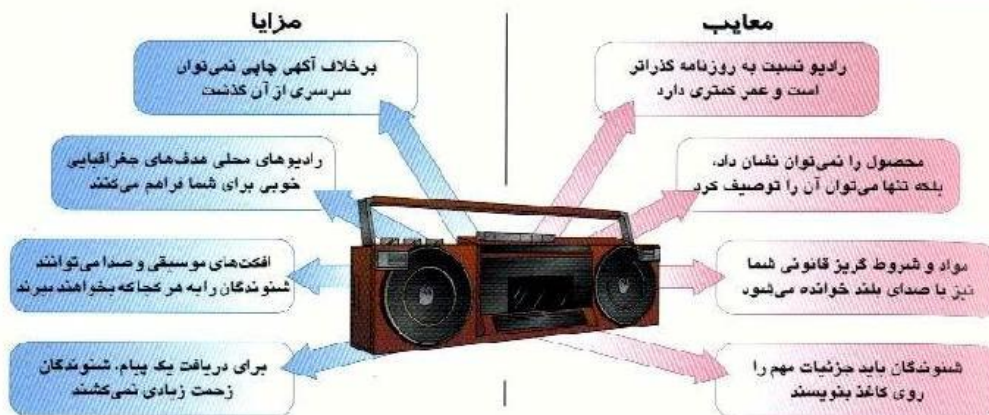 معایب
رادیو نسبت به روزنامه گذراتر
است و عمر کمتری دارد
محصول را نمی‌توان نشان داد،
بلکه تنها می‌توان آن را توصیف کرد
مواد و شروط گریز قانونی شما
نیز با صدای بلند خوانده می‌شود
شنوندگان باید جزئیات مهم را
روی کاغذ بنویسند
مزایا
برخلاف آگهی چاپی نمی‌توان
سرسری از آن گذشت
رادیوهای محلی هدف‌های جغرافیایی
خوبی برای شما فراهم می‌کنند
افکت‌های موسیقی و صدا می‌توانند
شنوندگان را به هر کجا که بخواهند ببرند
برای دریافت یک پیام، شنوندگان
زحمت زیادی نمی‌کشند